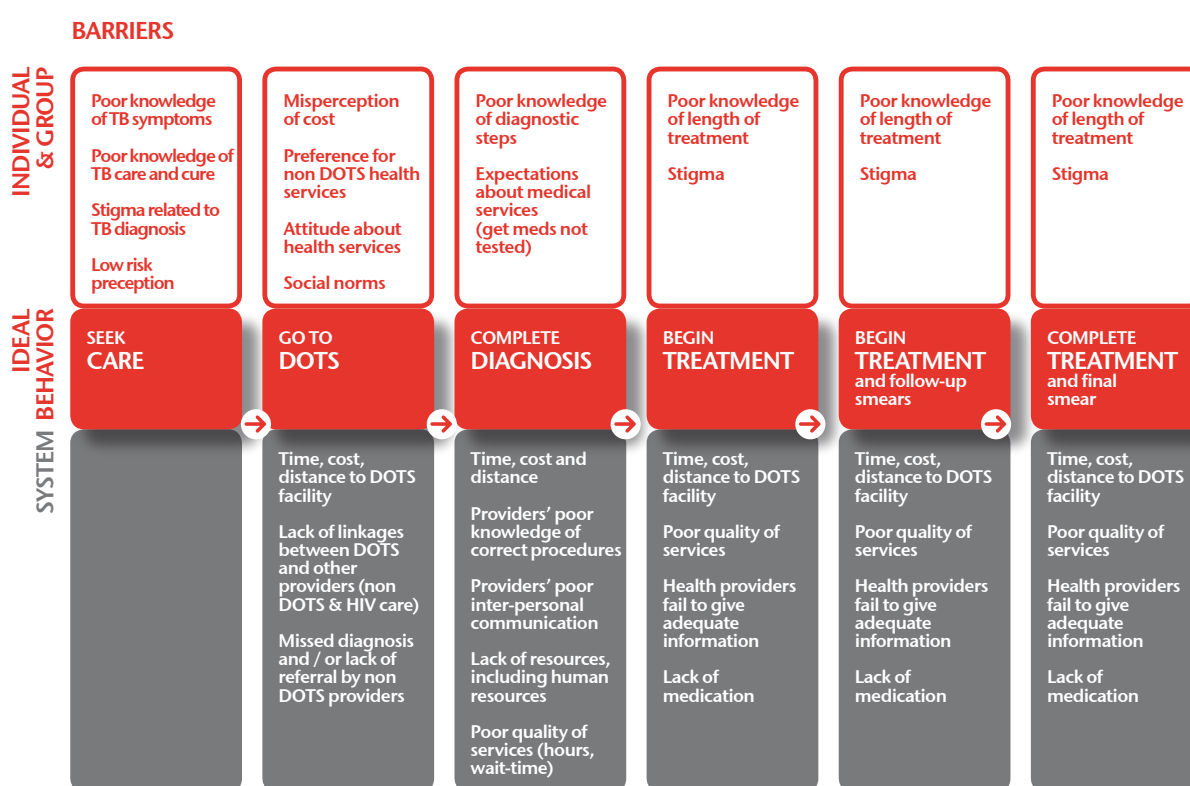 BARRIERS
INDIVIDUAL
& GROUP
Poor knowledge
of TB symptoms
Poor knowledge of
TB care and cure
Stigma related to
TB diagnosis
Low risk
preception
Misperception
of cost
Preference for
non DOTS health
services
Attitude about
health services
Social norms
Poor knowledge
of diagnostic
steps
Expectations
about medical
services
(get meds not
tested)
Poor knowledge
of length of
treatment
Stigma
Poor knowledge
of length of
treatment
Stigma
Poor knowledge
of length of
treatment
Stigma
IDEAL
BEHAVIOR
SEEK
CARE
GO TO
DOTS
COMPLETE
DIAGNOSIS
BEGIN
TREATMENT
BEGIN
TREATMENT
and follow-up
smears
COMPLETE
TREATMENT
and final
smear
SYSTEM
Time, cost,
distance to DOTS
facility
Lack of linkages
between DOTS
and other
providers (non
DOTS & HIV care)
Missed diagnosis
and / or lack of
referral by non
DOTS providers
Time, cost and
distance
Providers' poor
knowledge of
correct procedures
Providers' poor
inter-personal
communication
Lack of resources,
including human
resources
Poor quality of
services (hours,
wait-time)
Time, cost,
distance to DOTS
facility
Poor quality of
services
Health providers
fail to give
adequate
information
Lack of
medication
Time, cost,
distance to DOTS
facility
Poor quality of
services
Health providers
fail to give
adequate
information
Lack of
medication
Time, cost,
distance to DOTS
facility
Poor quality of
services
Health providers
fail to give
adequate
information
Lack of
medication